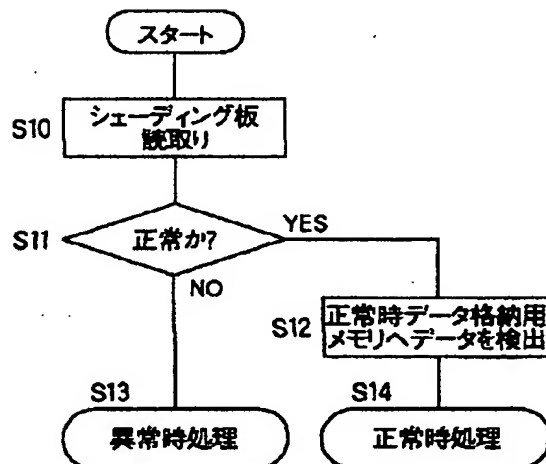 スタート
S10
シェーディング板
読取り
S11
正常か?
YES
NO
S12
正常時データ格納用
メモリへデータを検出
S13
S14
異常時処理
正常時処理